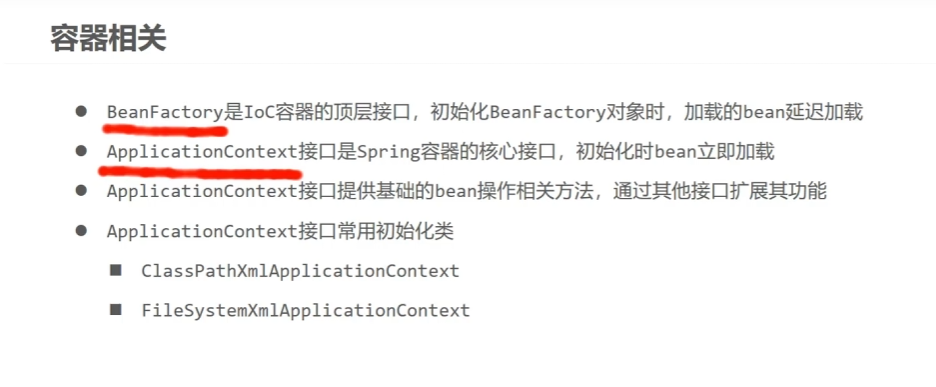 容器相关
BeanFactory是IoC容器的顶层接口，初始化BeanFactory对象时，加载的bean延迟加载
ApplicationContext接口是Spring容器的核心接口，初始化时bean立即加载
ApplicationContext接口提供基础的bean操作相关方法，通过其他接口扩展其功能
ApplicationContext接口常用初始化类
ClassPathXmlApplicationContext
FileSystemXmlApplicationContext